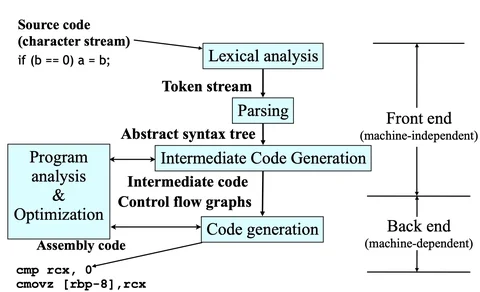 Source code
(character stream)
if (b == 0) a = b;
Lexical analysis
Token stream
Parsing
Abstract syntax tree
Intermediate Code Generation
Intermediate code
Control flow graphs
Code generation
Program
analysis
&
Optimization
Assembly code
cmp rcx, 0
cmovz [rbp-8],rcx
Front end
(machine-independent)
Back end
(machine-dependent)